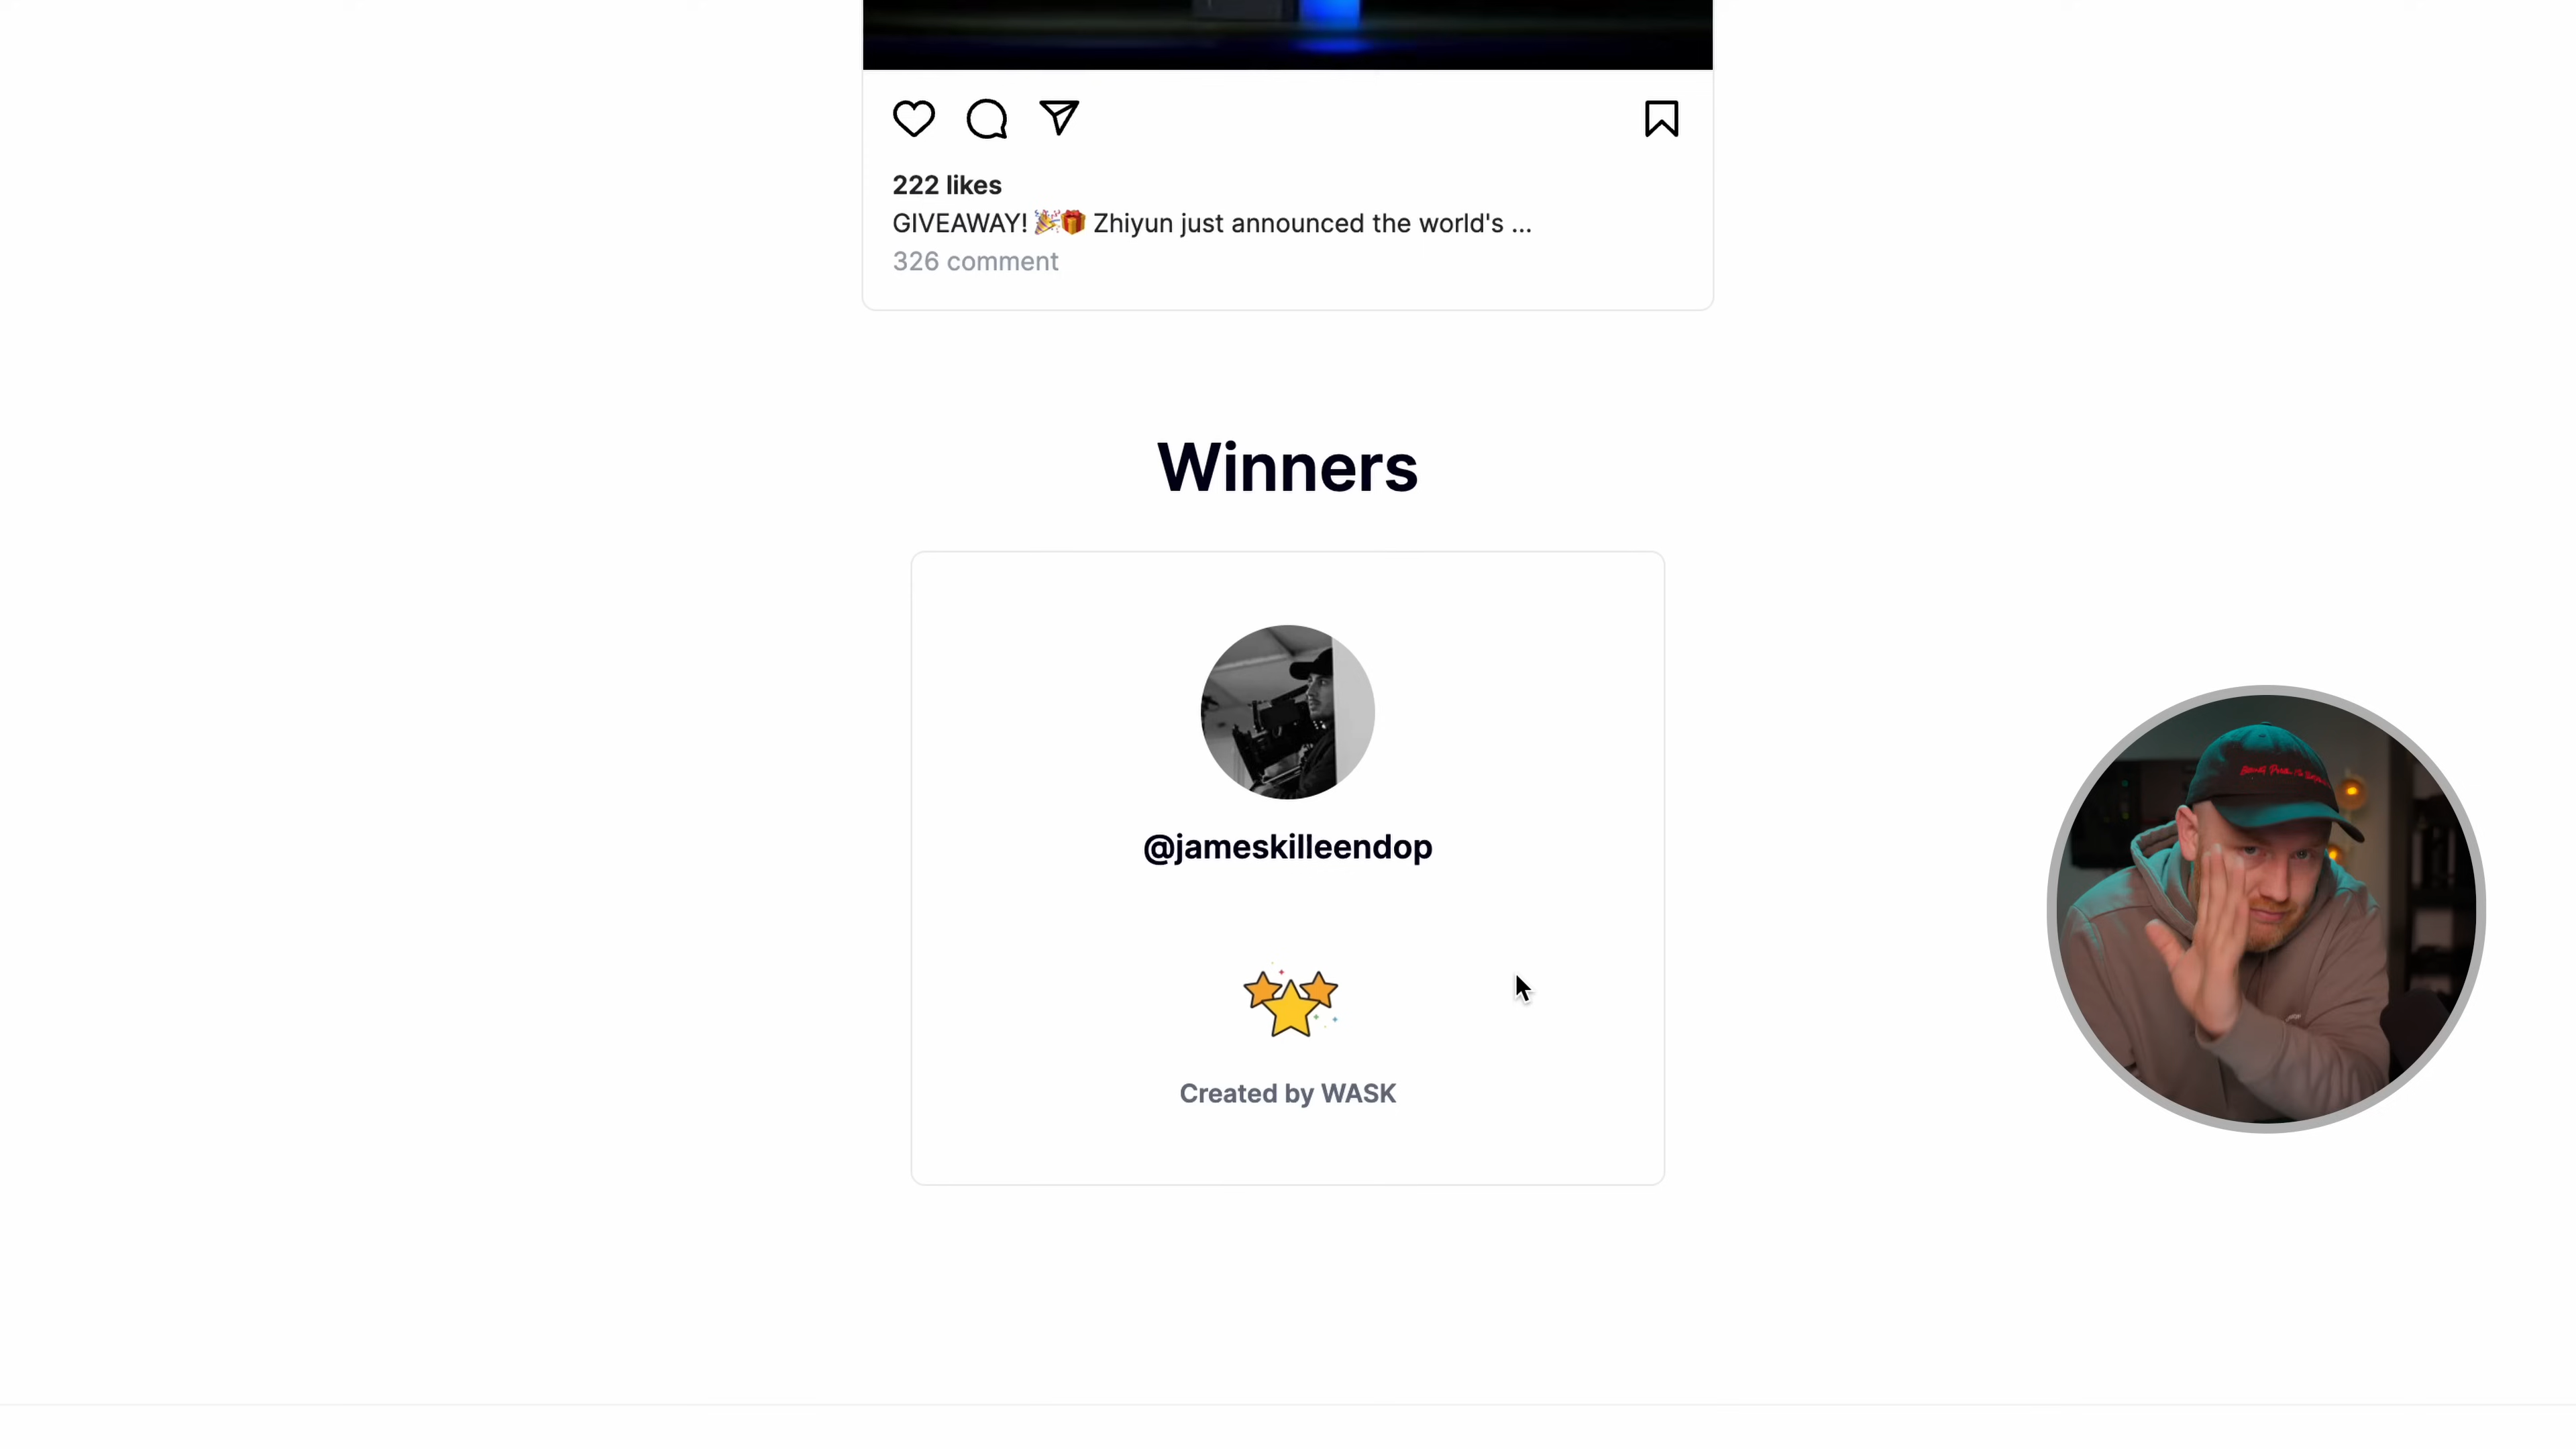 222 likes
GIVEAWAY! 🎉🎁 Zhiyun just announced the world's ...
326 comment
Winners
@jameskilleendop
Created by WASK